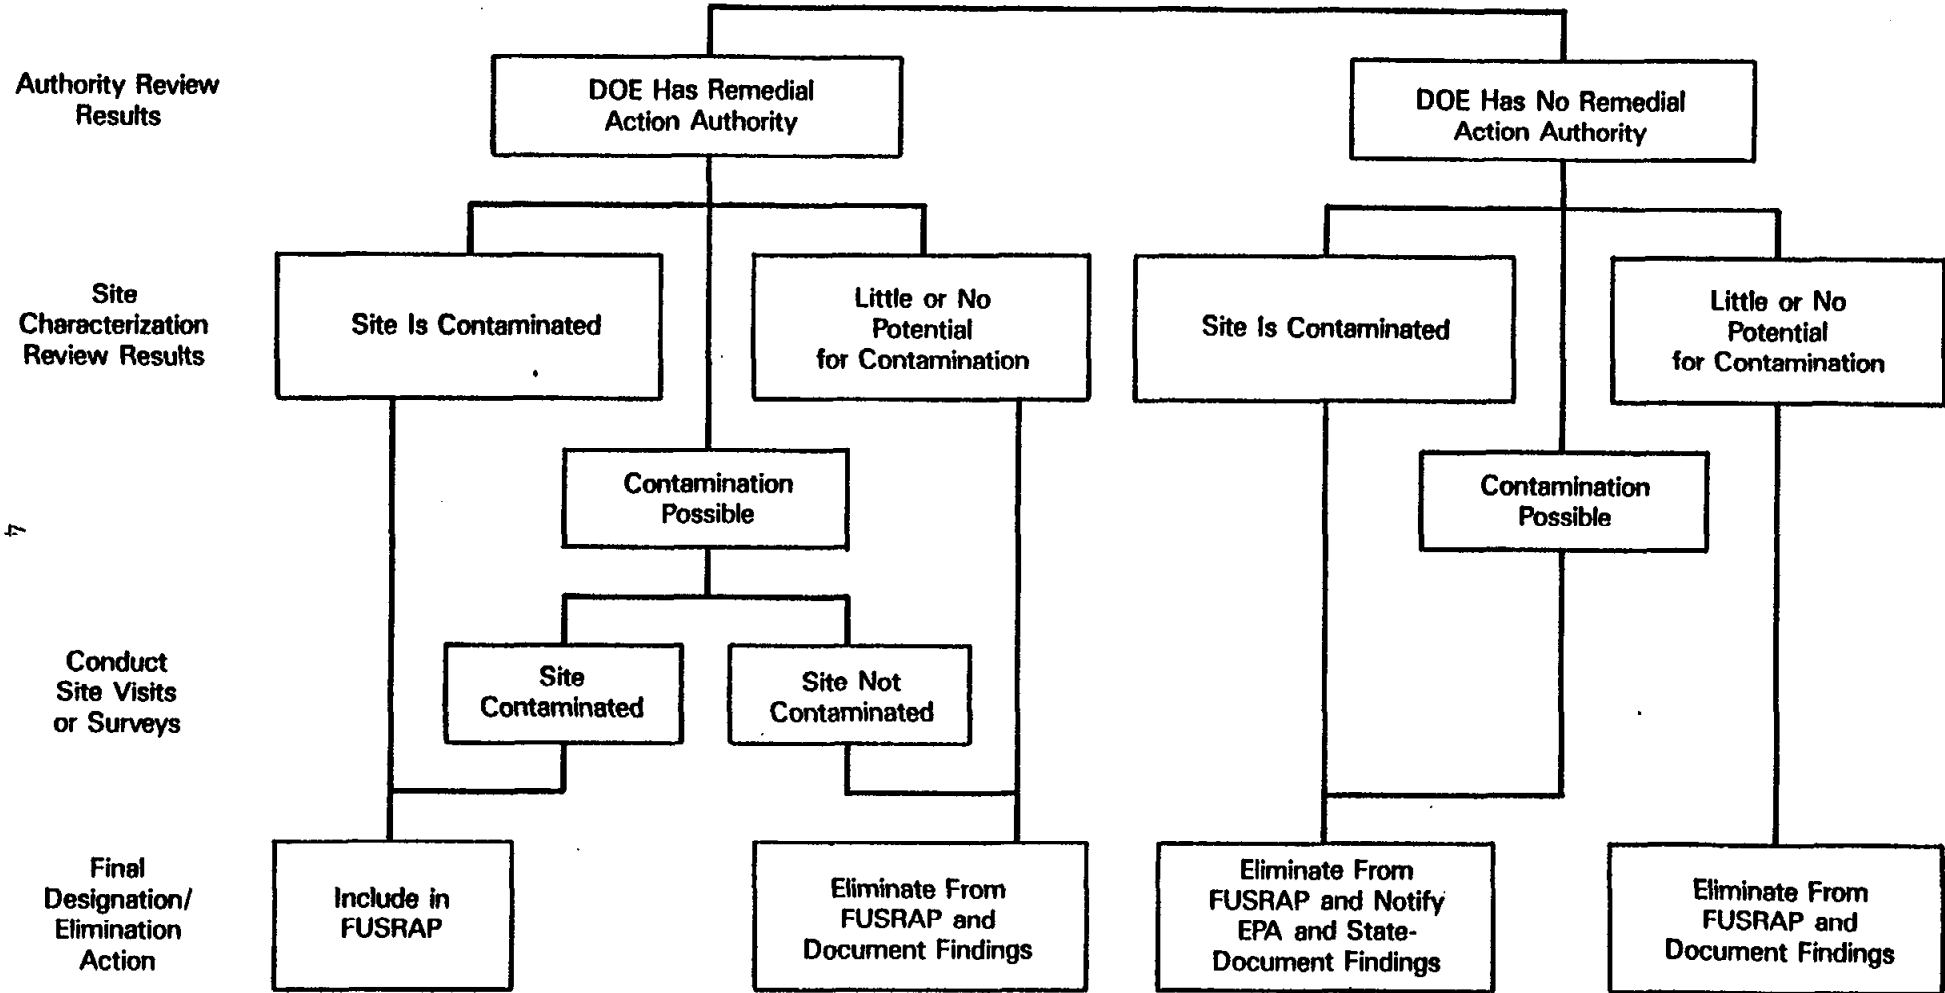 Authority Review
Results
DOE Has Remedial
Action Authority
DOE Has No Remedial
Action Authority
Site
Characterization
Review Results
Site Is Contaminated
Little or No
Potential
for Contamination
Site Is Contaminated
Little or No
Potential
for Contamination
Contamination
Possible
Contamination
Possible
4
Conduct
Site Visits
or Surveys
Site
Contaminated
Site Not
Contaminated
Final
Designation/
Elimination
Action
Include in
FUSRAP
Eliminate From
FUSRAP and
Document Findings
Eliminate From
FUSRAP and Notify
EPA and State-
Document Findings
Eliminate From
FUSRAP and
Document Findings